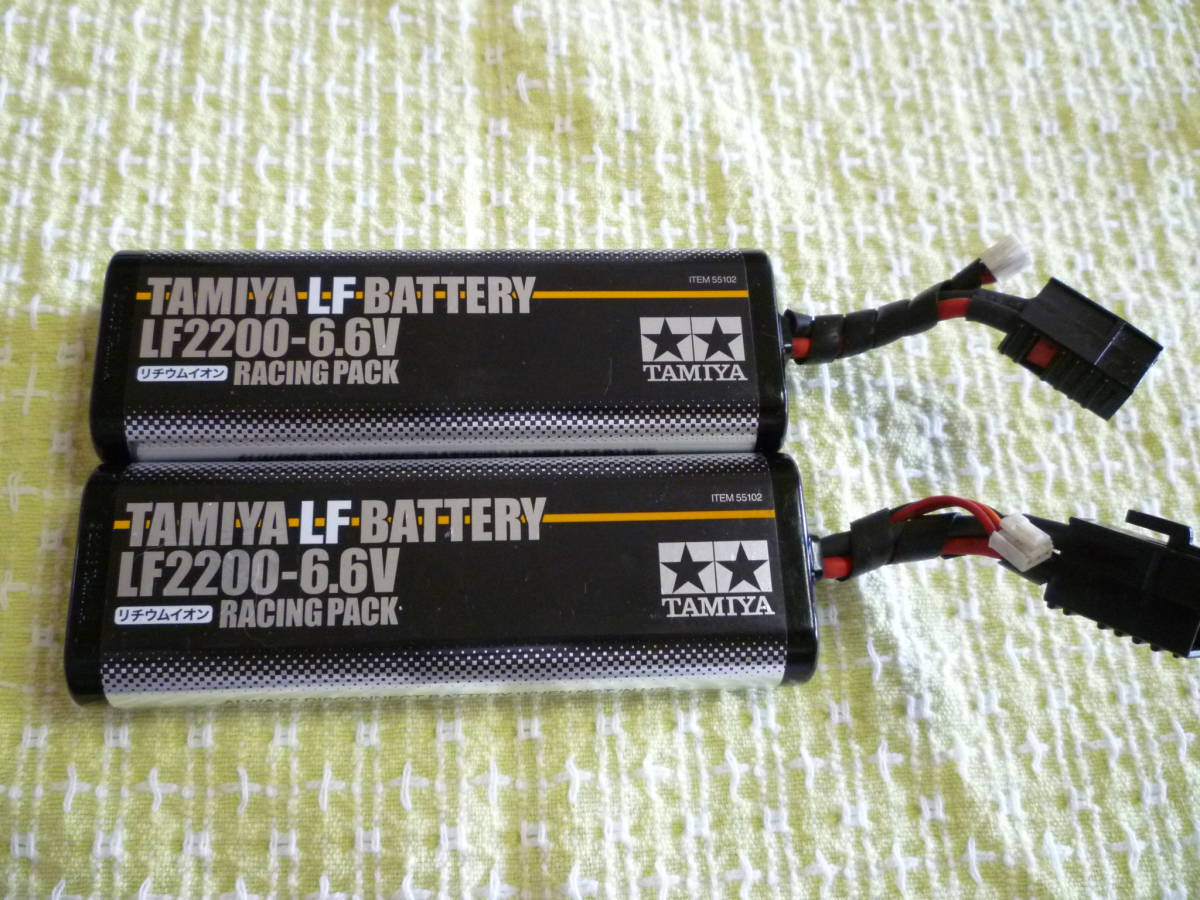 TAMIYA LF BATTERY
ITEM 55102
LF2200-6.6V
リチウムイオン RACING PACK
TAMIYA
TAMIYA LF BATTERY
ITEM 55102
LF2200-6.6V
リチウムイオン RACING PACK
TAMIYA